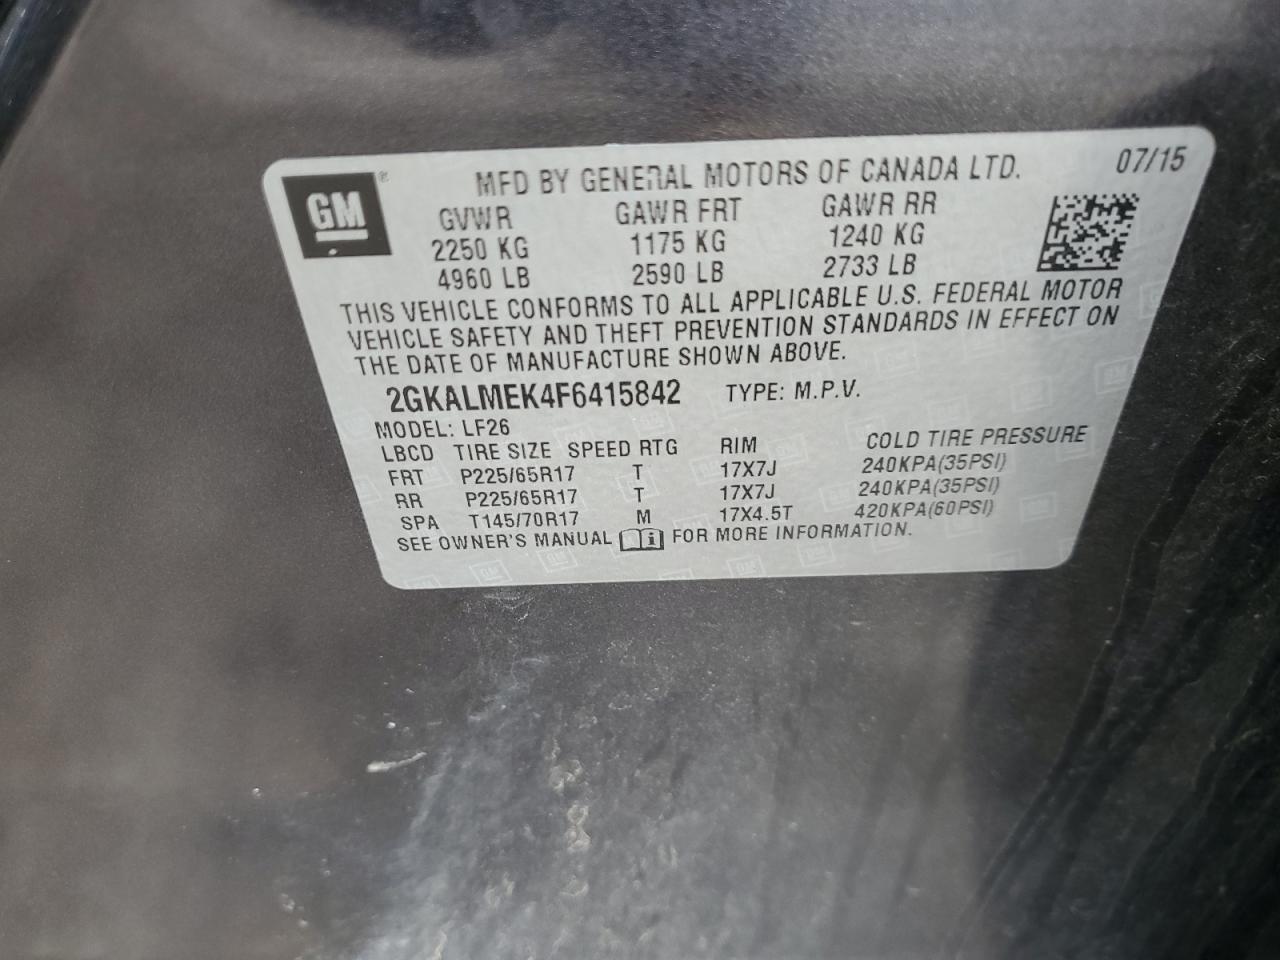 GM ®
MFD BY GENERAL MOTORS OF CANADA LTD. 07/15
GVWR GAWR FRT GAWR RR
2250 KG 1175 KG 1240 KG
4960 LB 2590 LB 2733 LB
THIS VEHICLE CONFORMS TO ALL APPLICABLE U.S. FEDERAL MOTOR
VEHICLE SAFETY AND THEFT PREVENTION STANDARDS IN EFFECT ON
THE DATE OF MANUFACTURE SHOWN ABOVE.
2GKALMEK4F6415842 TYPE: M.P.V.
MODEL: LF26
LBCD TIRE SIZE SPEED RTG RIM COLD TIRE PRESSURE
FRT P225/65R17 T 17X7J 240KPA(35PSI)
RR P225/65R17 T 17X7J 240KPA(35PSI)
SPA T145/70R17 M 17X4.5T 420KPA(60PSI)
SEE OWNER'S MANUAL i FOR MORE INFORMATION.